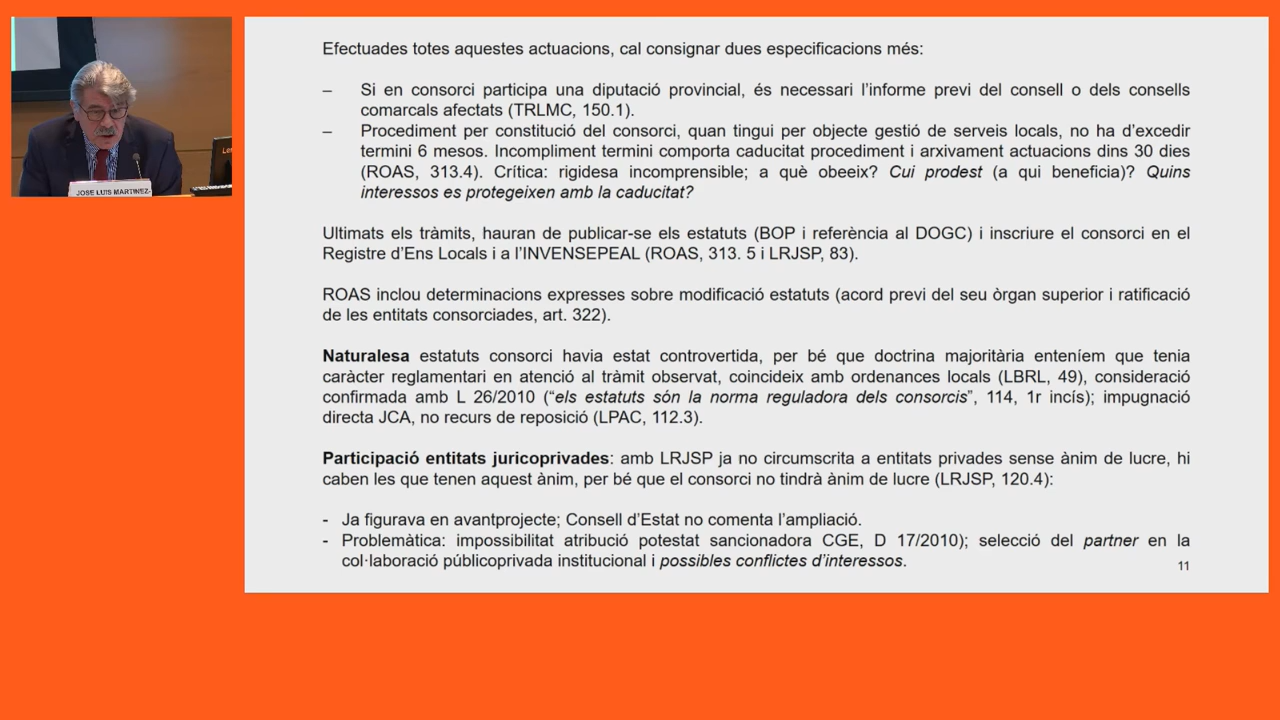 Efectuades totes aquestes actuacions, cal consignar dues especificacions més:
– Si en consorci participa una diputació provincial, és necessari l’informe previ del consell o dels consells
comarcals afectats (TRLMC, 150.1).
– Procediment per constitució del consorci, quan tingui per objecte gestió de serveis locals, no ha d’excedir
termini 6 mesos. Incompliment termini comporta caducitat procediment i arxivament actuacions dins 30 dies
(ROAS, 313.4). Crítica: rigidesa incomprensible; a què obeeix? Cui prodest (a qui beneficia)? Quins
interessos es protegeixen amb la caducitat?
Ultimats els tràmits, hauran de publicar-se els estatuts (BOP i referència al DOGC) i inscriure el consorci en el
Registre d’Ens Locals i a l’INVENSEPEAL (ROAS, 313. 5 i LRJSP, 83).
ROAS inclou determinacions expresses sobre modificació estatuts (acord previ del seu òrgan superior i ratificació
de les entitats consorciades, art. 322).
Naturalesa estatuts consorci havia estat controvertida, per bé que doctrina majoritària enteníem que tenia
caràcter reglamentari en atenció al tràmit observat, coincideix amb ordenances locals (LBRL, 49), consideració
confirmada amb L 26/2010 (“els estatuts són la norma reguladora dels consorcis”, 114, 1r incís); impugnació
directa JCA, no recurs de reposició (LPAC, 112.3).
Participació entitats juricoprivades: amb LRJSP ja no circumscrita a entitats privades sense ànim de lucre, hi
caben les que tenen aquest ànim, per bé que el consorci no tindrà ànim de lucre (LRJSP, 120.4):
- Ja figurava en avantprojecte; Consell d’Estat no comenta l’ampliació.
- Problemàtica: impossibilitat atribució potestat sancionadora CGE, D 17/2010); selecció del partner en la
col·laboració públicoprivada institucional i possibles conflictes d’interessos.
11
JOSE LUIS MARTINEZ-